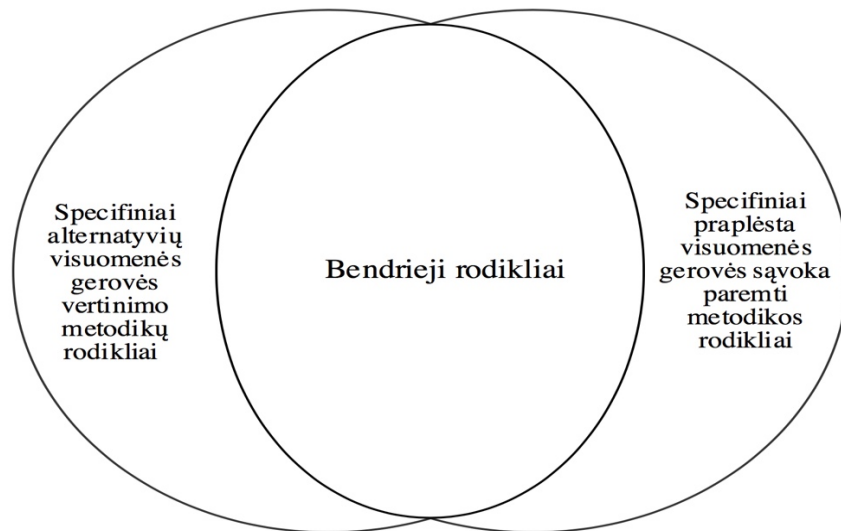 Specifiniai
alternatyvių
visuomenės
gerovės
vertinimo
metodikų
rodikliai
Bendrieji rodikliai
Specifiniai
praplėsta
visuomenės
gerovės sąvoka
paremti
metodikos
rodikliai